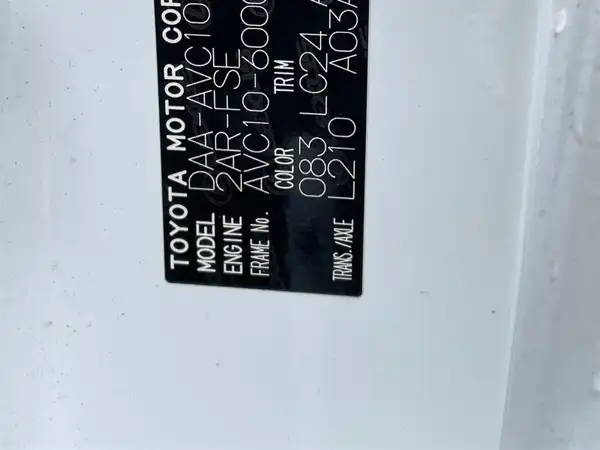 TOYOTA MOTOR COR
MODEL DAA-AVC10
ENGINE 2AR-FSE
FRAME No. AVC10-6000
COLOR TRIM
083 LC24 A
TRANS./AXLE L210 A03A